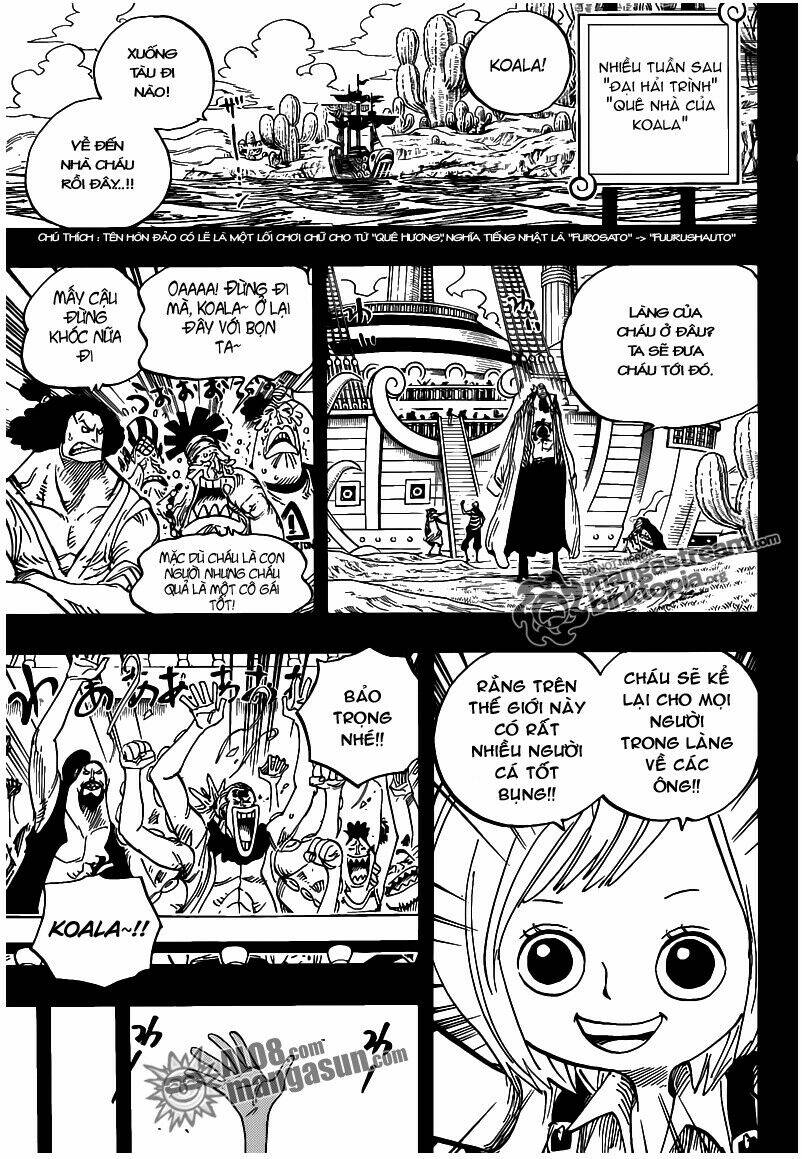 NHIỀU TUẦN SAU
"ĐẠI HẢI TRÌNH"
"QUÊ NHÀ CỦA
KOALA"
KOALA!
XUỐNG
TÀU ĐI
NÀO!
VỀ ĐẾN
NHÀ CHÁU
RỒI ĐÂY..!!
CHÚ THÍCH : TÊN HÒN ĐẢO CÓ LẼ LÀ MỘT LỐI CHƠI CHỮ CHO TỪ "QUÊ HƯƠNG", NGHĨA TIẾNG NHẬT LÀ "FUROSATO" -> "FUURUSHAUTO"
LÀNG CỦA
CHÁU Ở ĐÂU?
TA SẼ ĐƯA
CHÁU TỚI ĐÓ.
OAAAA! ĐỪNG ĐI
MÀ, KOALA~ Ở LẠI
ĐÂY VỚI BỌN
TA~
MẤY CẬU
ĐỪNG
KHÓC NỮA
ĐI
MẶC DÙ CHÁU LÀ CON
NGƯỜI NHƯNG CHÁU
QUẢ LÀ MỘT CÔ GÁI
TỐT!
DO NOT MIRROR
mangastream.com
binktopia.org
CHÁU SẼ KỂ
LẠI CHO MỌI
NGƯỜI
TRONG LÀNG
VỀ CÁC
ÔNG!!
RẰNG TRÊN
THẾ GIỚI NÀY
CÓ RẤT
NHIỀU NGƯỜI
CÁ TỐT
BỤNG!!
BẢO
TRỌNG
NHÉ!!
KOALA~!!
AL08.com
mangasun.com